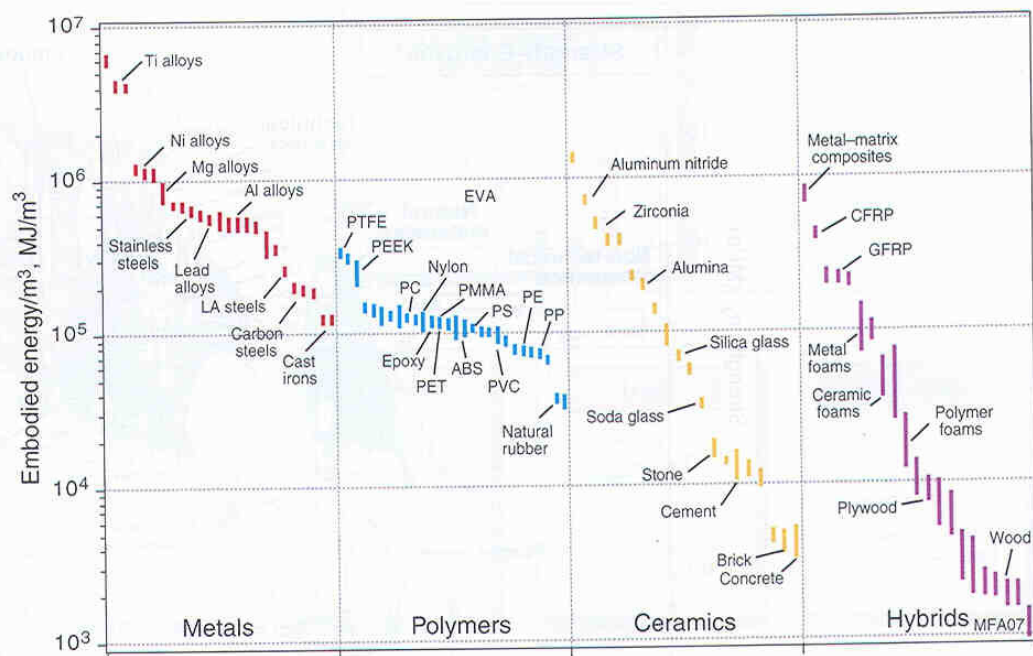 Embodied energy/m³, MJ/m³
10⁷
10⁶
10⁵
10⁴
10³
Ti alloys
Ni alloys
Mg alloys
Al alloys
Stainless
steels
Lead
alloys
LA steels
Carbon
steels
Cast
irons
Metals
EVA
PTFE
PEEK
PC
Nylon
PMMA
PS
PE
PP
Epoxy
PET
ABS
PVC
Natural
rubber
Polymers
Aluminum nitride
Zirconia
Alumina
Silica glass
Soda glass
Stone
Cement
Brick
Concrete
Ceramics
Metal–matrix
composites
CFRP
GFRP
Metal
foams
Ceramic
foams
Polymer
foams
Plywood
Wood
Hybrids
MFA07